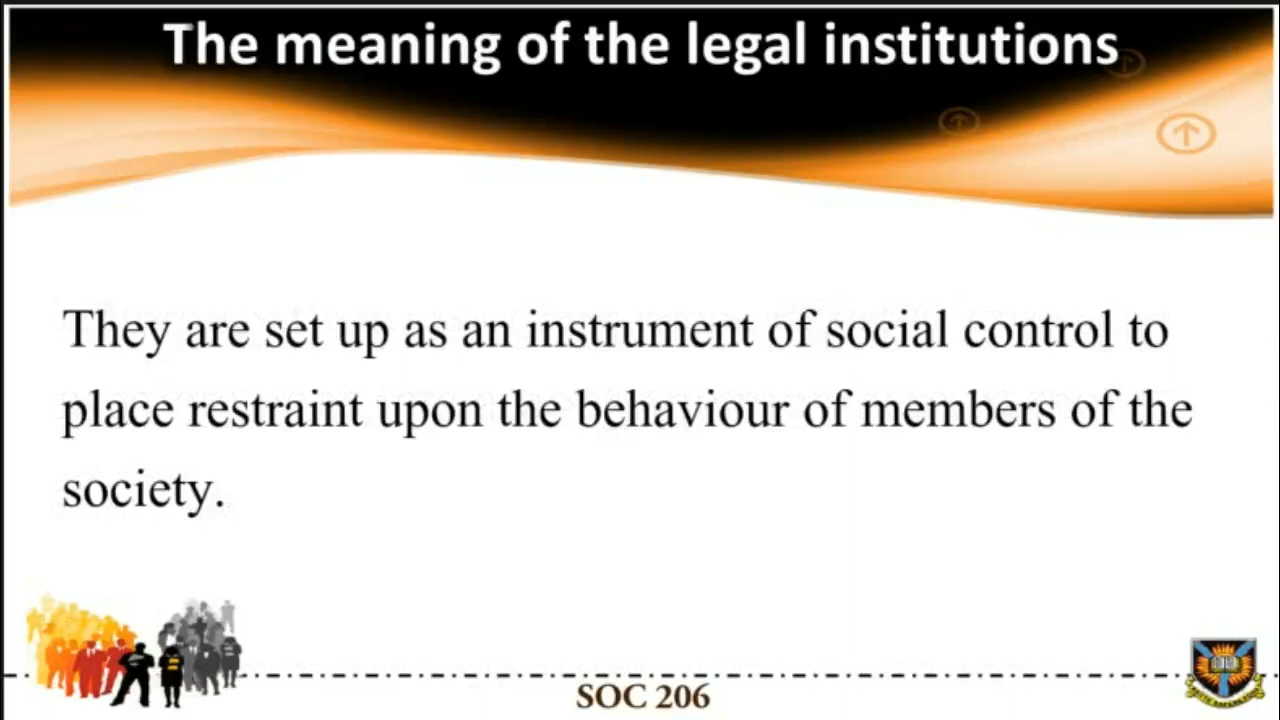 The meaning of the legal institutions
They are set up as an instrument of social control to
place restraint upon the behaviour of members of the
society.
SOC 206